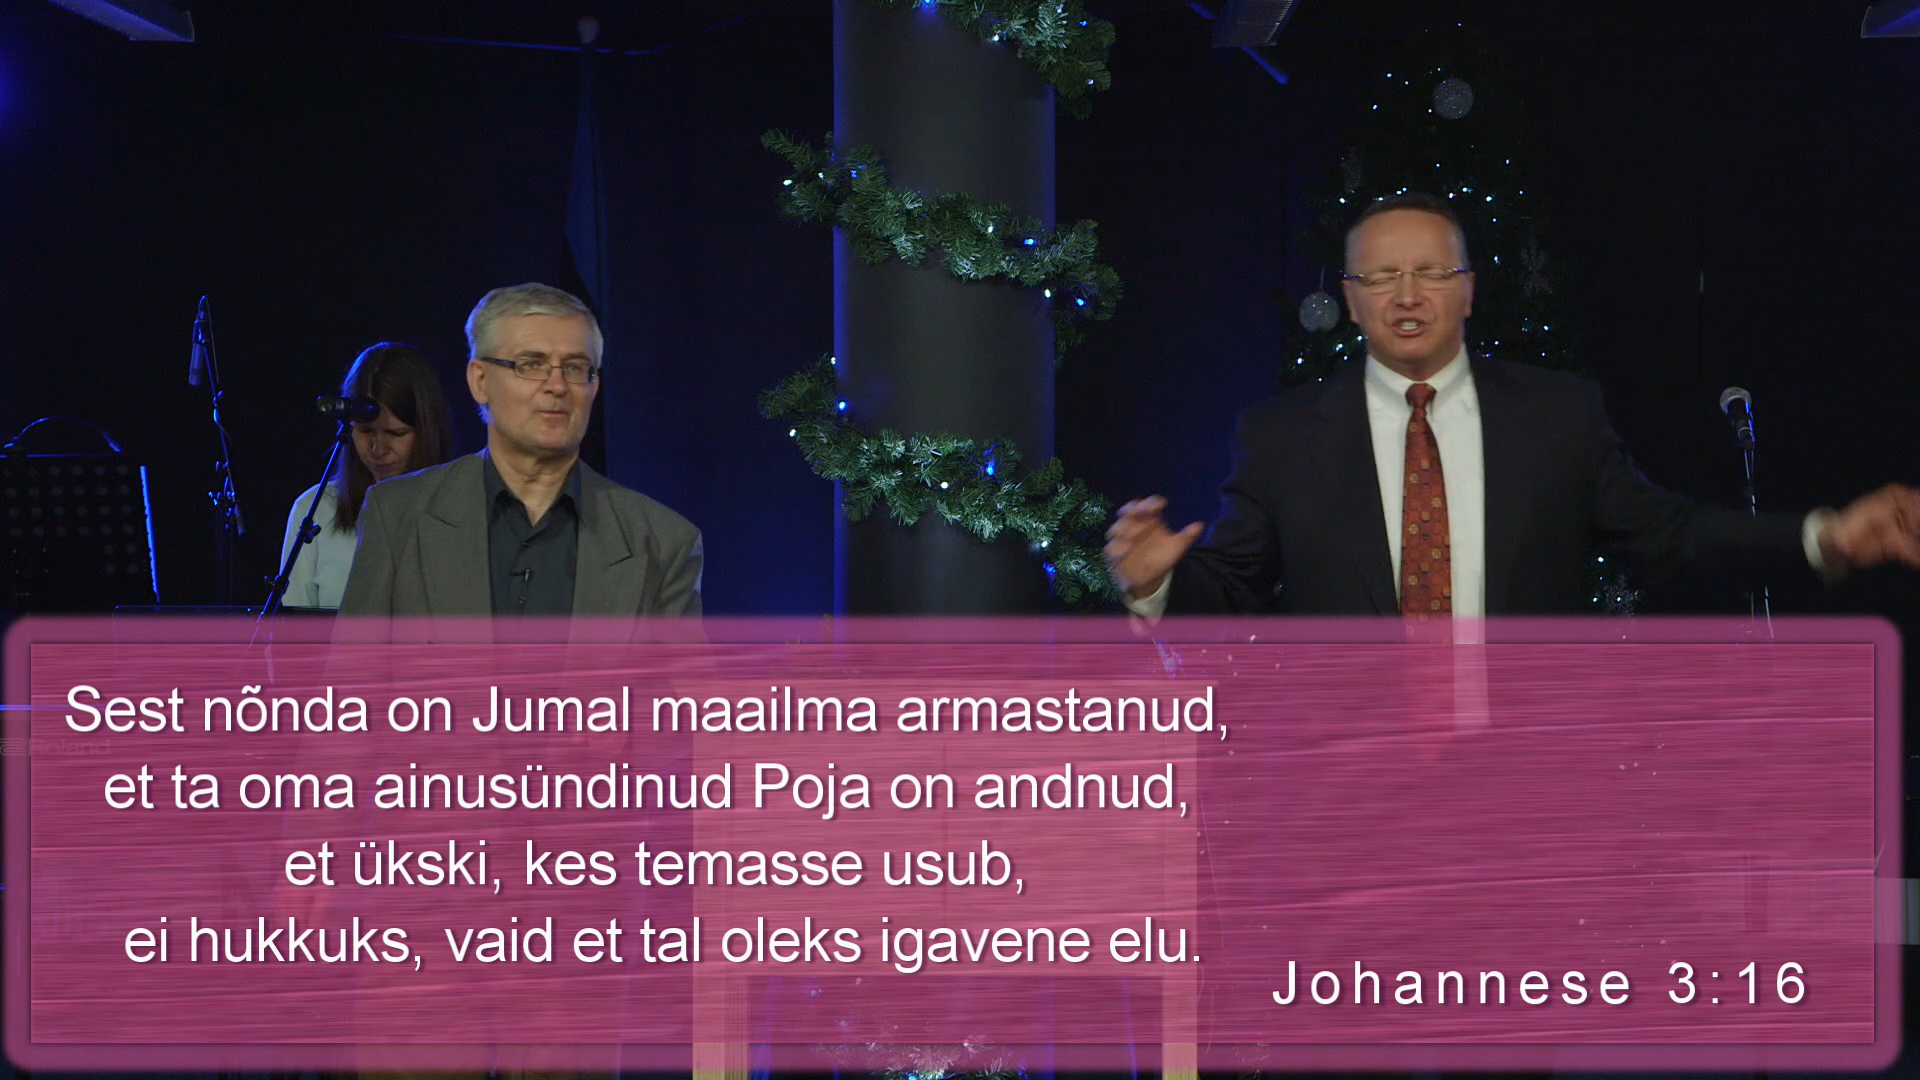 Sest nõnda on Jumal maailma armastanud,
et ta oma ainusündinud Poja on andnud,
et ükski, kes temasse usub,
ei hukkuks, vaid et tal oleks igavene elu.
Johannese 3:16
Roland